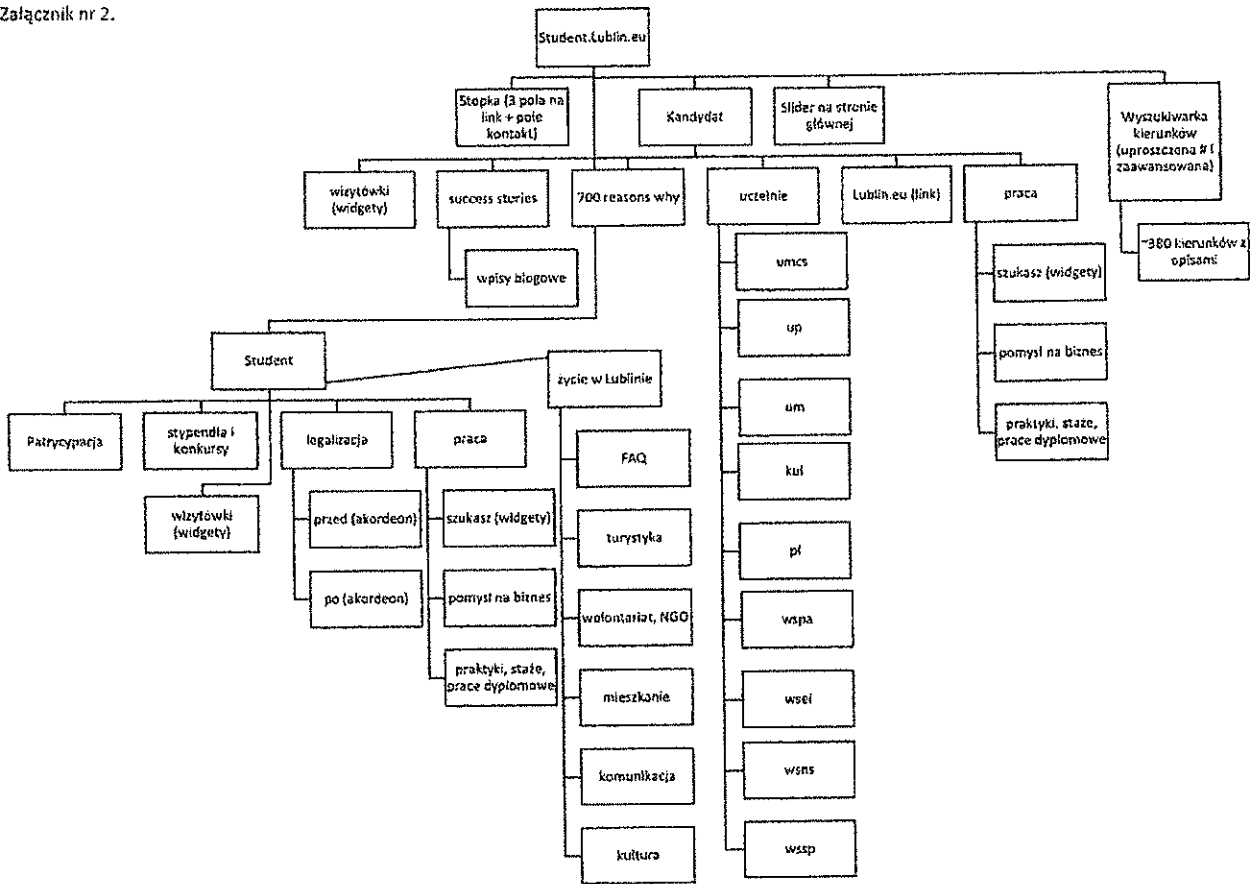 Załącznik nr 2.
Student.Lublin.eu
Stopka (3 pola na
link + pole
kontakt)
Kandydat
Slider na stronie
głównej
Wyszukiwarka
kierunków
(uproszczona #
zaawansowana)
wizytówki
(widgety)
success stories
700 reasons why
uczelnie
Lublin.eu (link)
praca
~380 kierunków z
opisami
wpisy blogowe
umcs
up
um
kul
pl
wspa
wsei
wsns
wssp
szukasz (widgety)
pomysł na biznes
praktyki, staże,
prace dyplomowe
Student
życie w Lublinie
Patrycypacja
stypendia i
konkursy
legalizacja
praca
wizytówki
(widgety)
przed (akordeon)
po (akordeon)
szukasz (widgety)
pomysł na biznes
praktyki, staże,
prace dyplomowe
FAQ
turystyka
wolontariat, NGO
mieszkanie
komunikacja
kultura